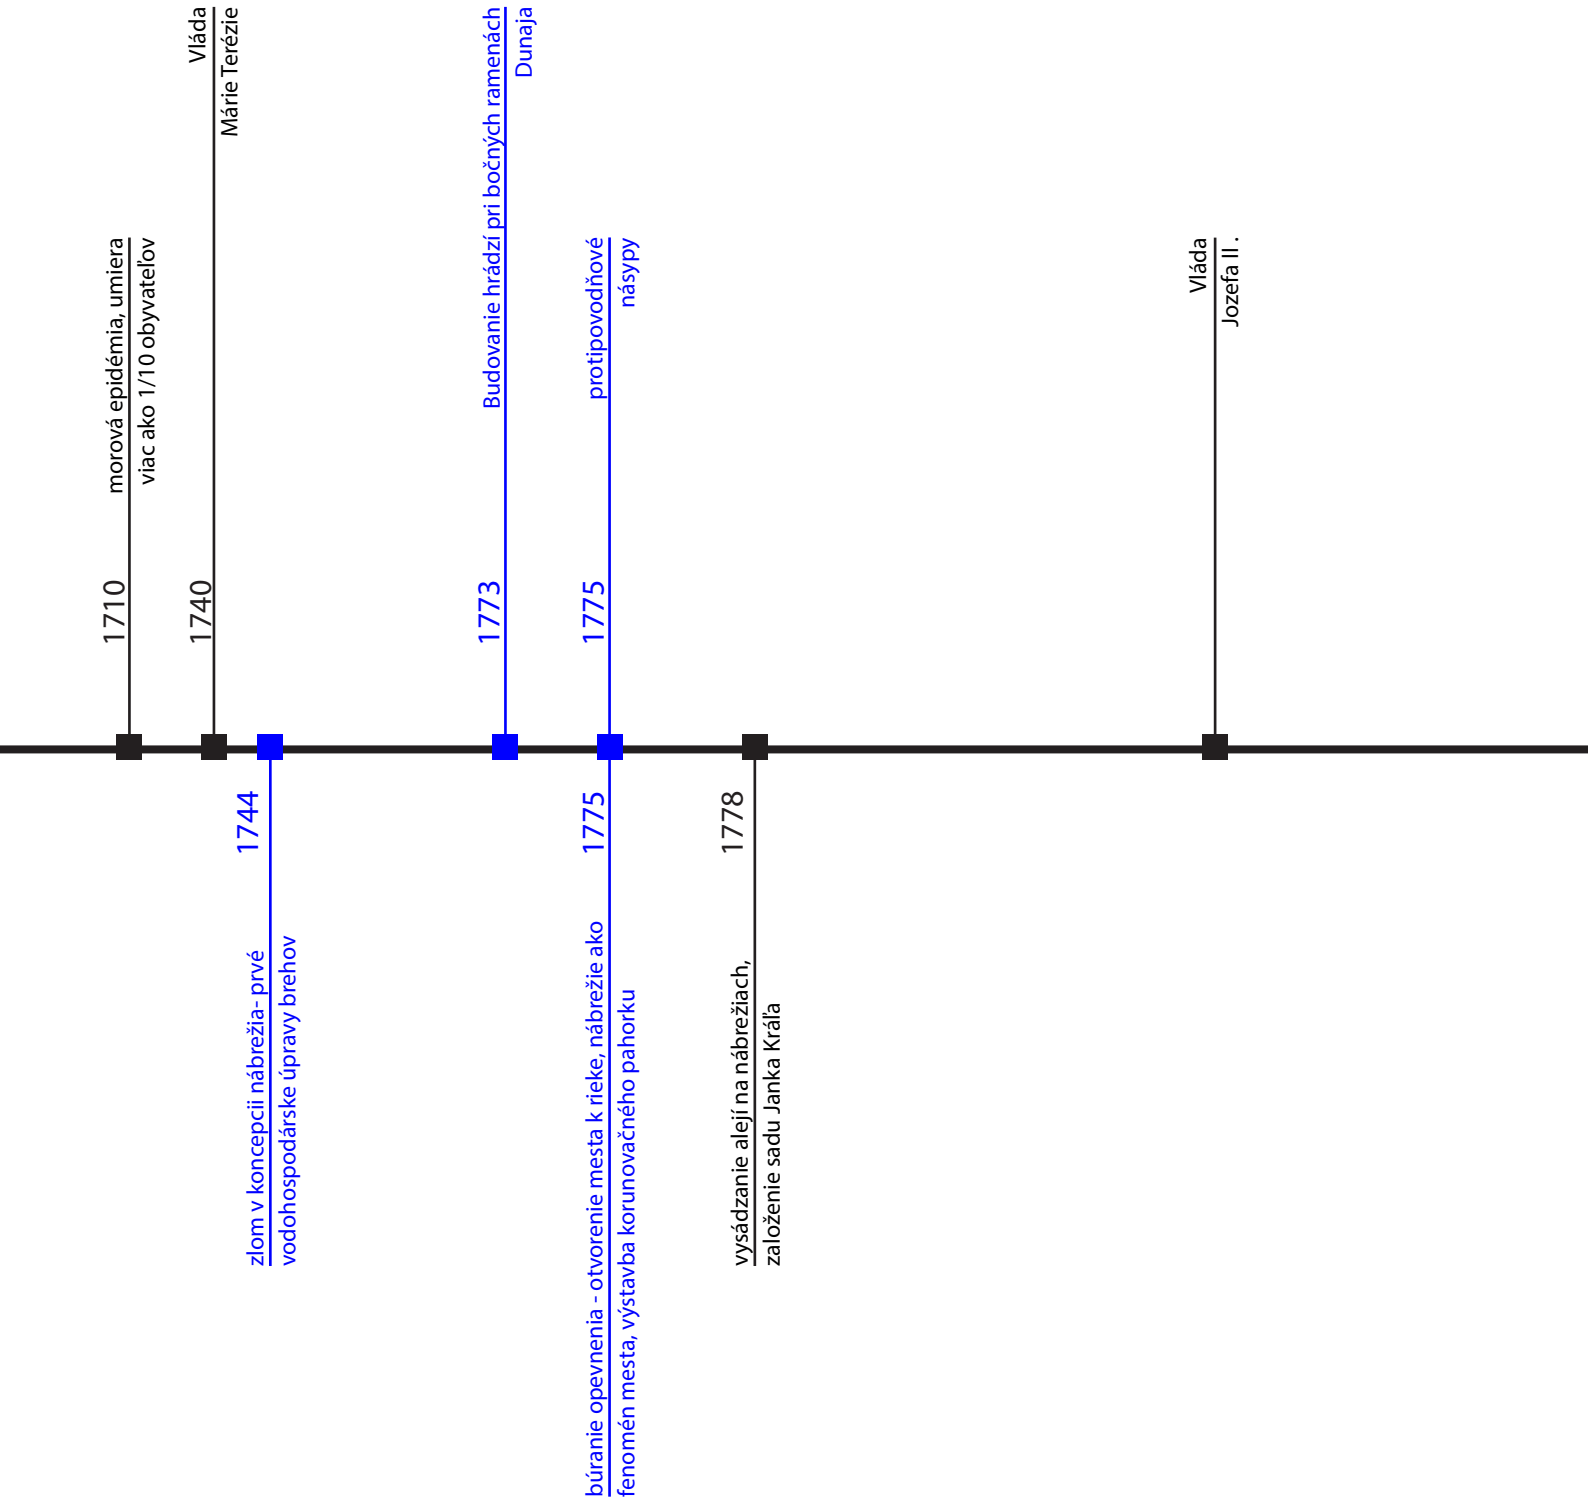 1710
morová epidémia, umiera
viac ako 1/10 obyvateľov
1740
Vláda
Márie Terézie
1744
zlom v koncepcii nábrežia- prvé
vodohospodárske úpravy brehov
1773
Budovanie hrádzí pri bočných ramenách
Dunaja
1775
protipovodňové
násypy
1775
búranie opevnenia - otvorenie mesta k rieke, nábrežie ako
fenomén mesta, výstavba korunovačného pahorku
1778
vysádzanie alejí na nábrežiach,
založenie sadu Janka Kráľa
Vláda
Jozefa II .